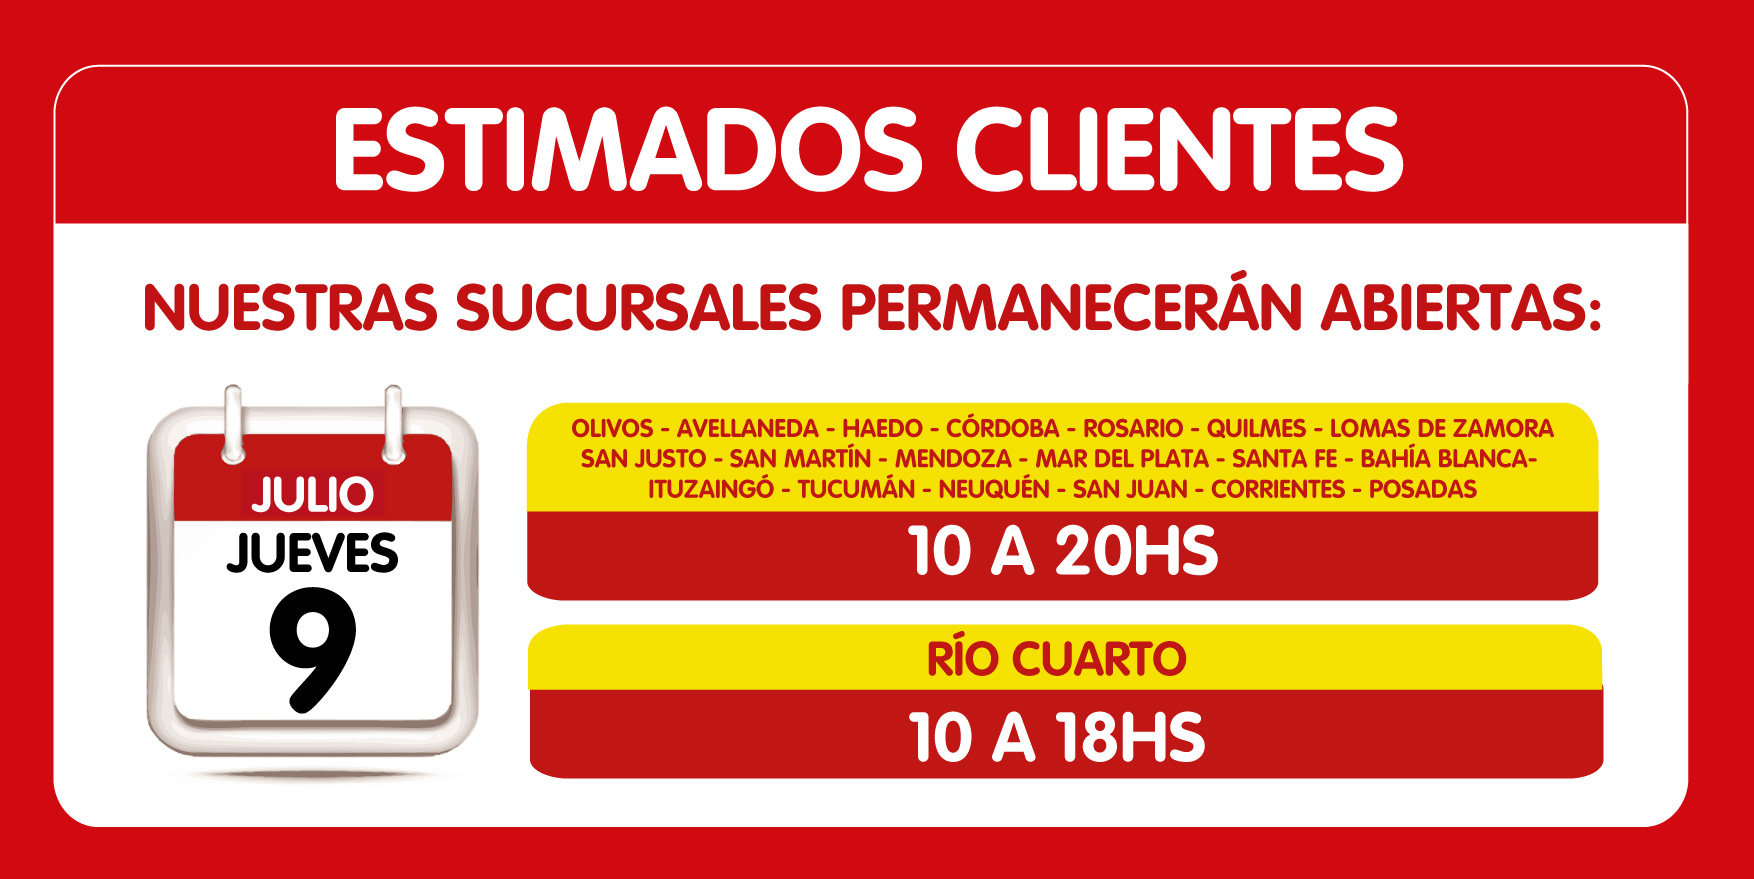 ESTIMADOS CLIENTES
NUESTRAS SUCURSALES PERMANECERÁN ABIERTAS:
JULIO
JUEVES
9
OLIVOS - AVELLANEDA - HAEDO - CÓRDOBA - ROSARIO - QUILMES - LOMAS DE ZAMORA
SAN JUSTO - SAN MARTÍN - MENDOZA - MAR DEL PLATA - SANTA FE - BAHÍA BLANCA-
ITUZAINGÓ - TUCUMÁN - NEUQUÉN - SAN JUAN - CORRIENTES - POSADAS
10 A 20HS
RÍO CUARTO
10 A 18HS